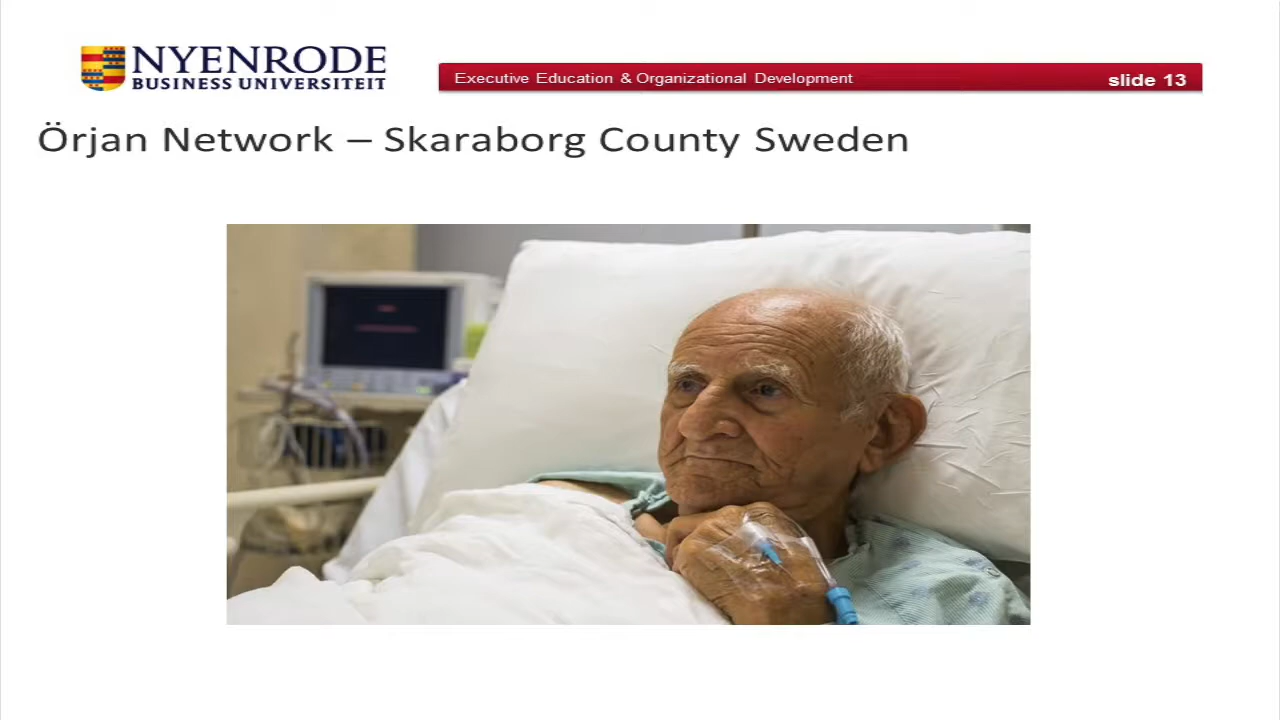 NYENRODE
BUSINESS UNIVERSITEIT
Executive Education & Organizational Development
slide 13
Örjan Network – Skaraborg County Sweden